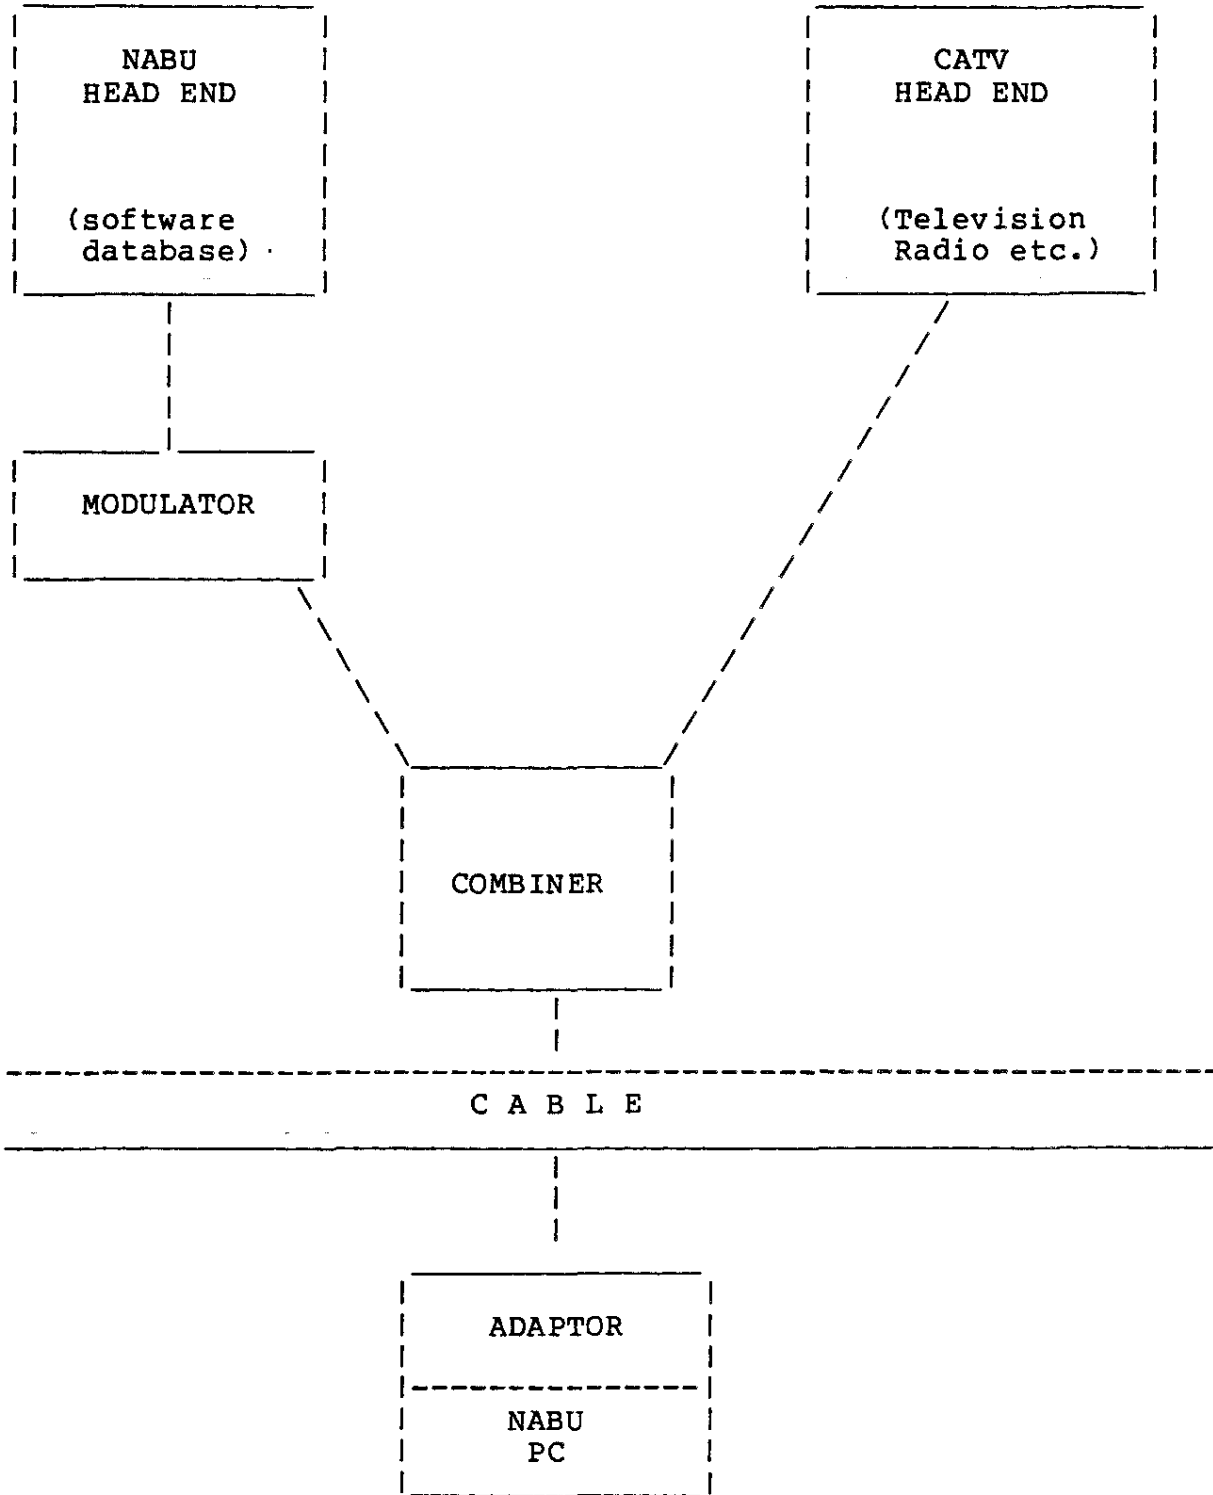 NABU
HEAD END
(software
database)
CATV
HEAD END
(Television
Radio etc.)
MODULATOR
COMBINER
C A B L E
ADAPTOR
NABU
PC